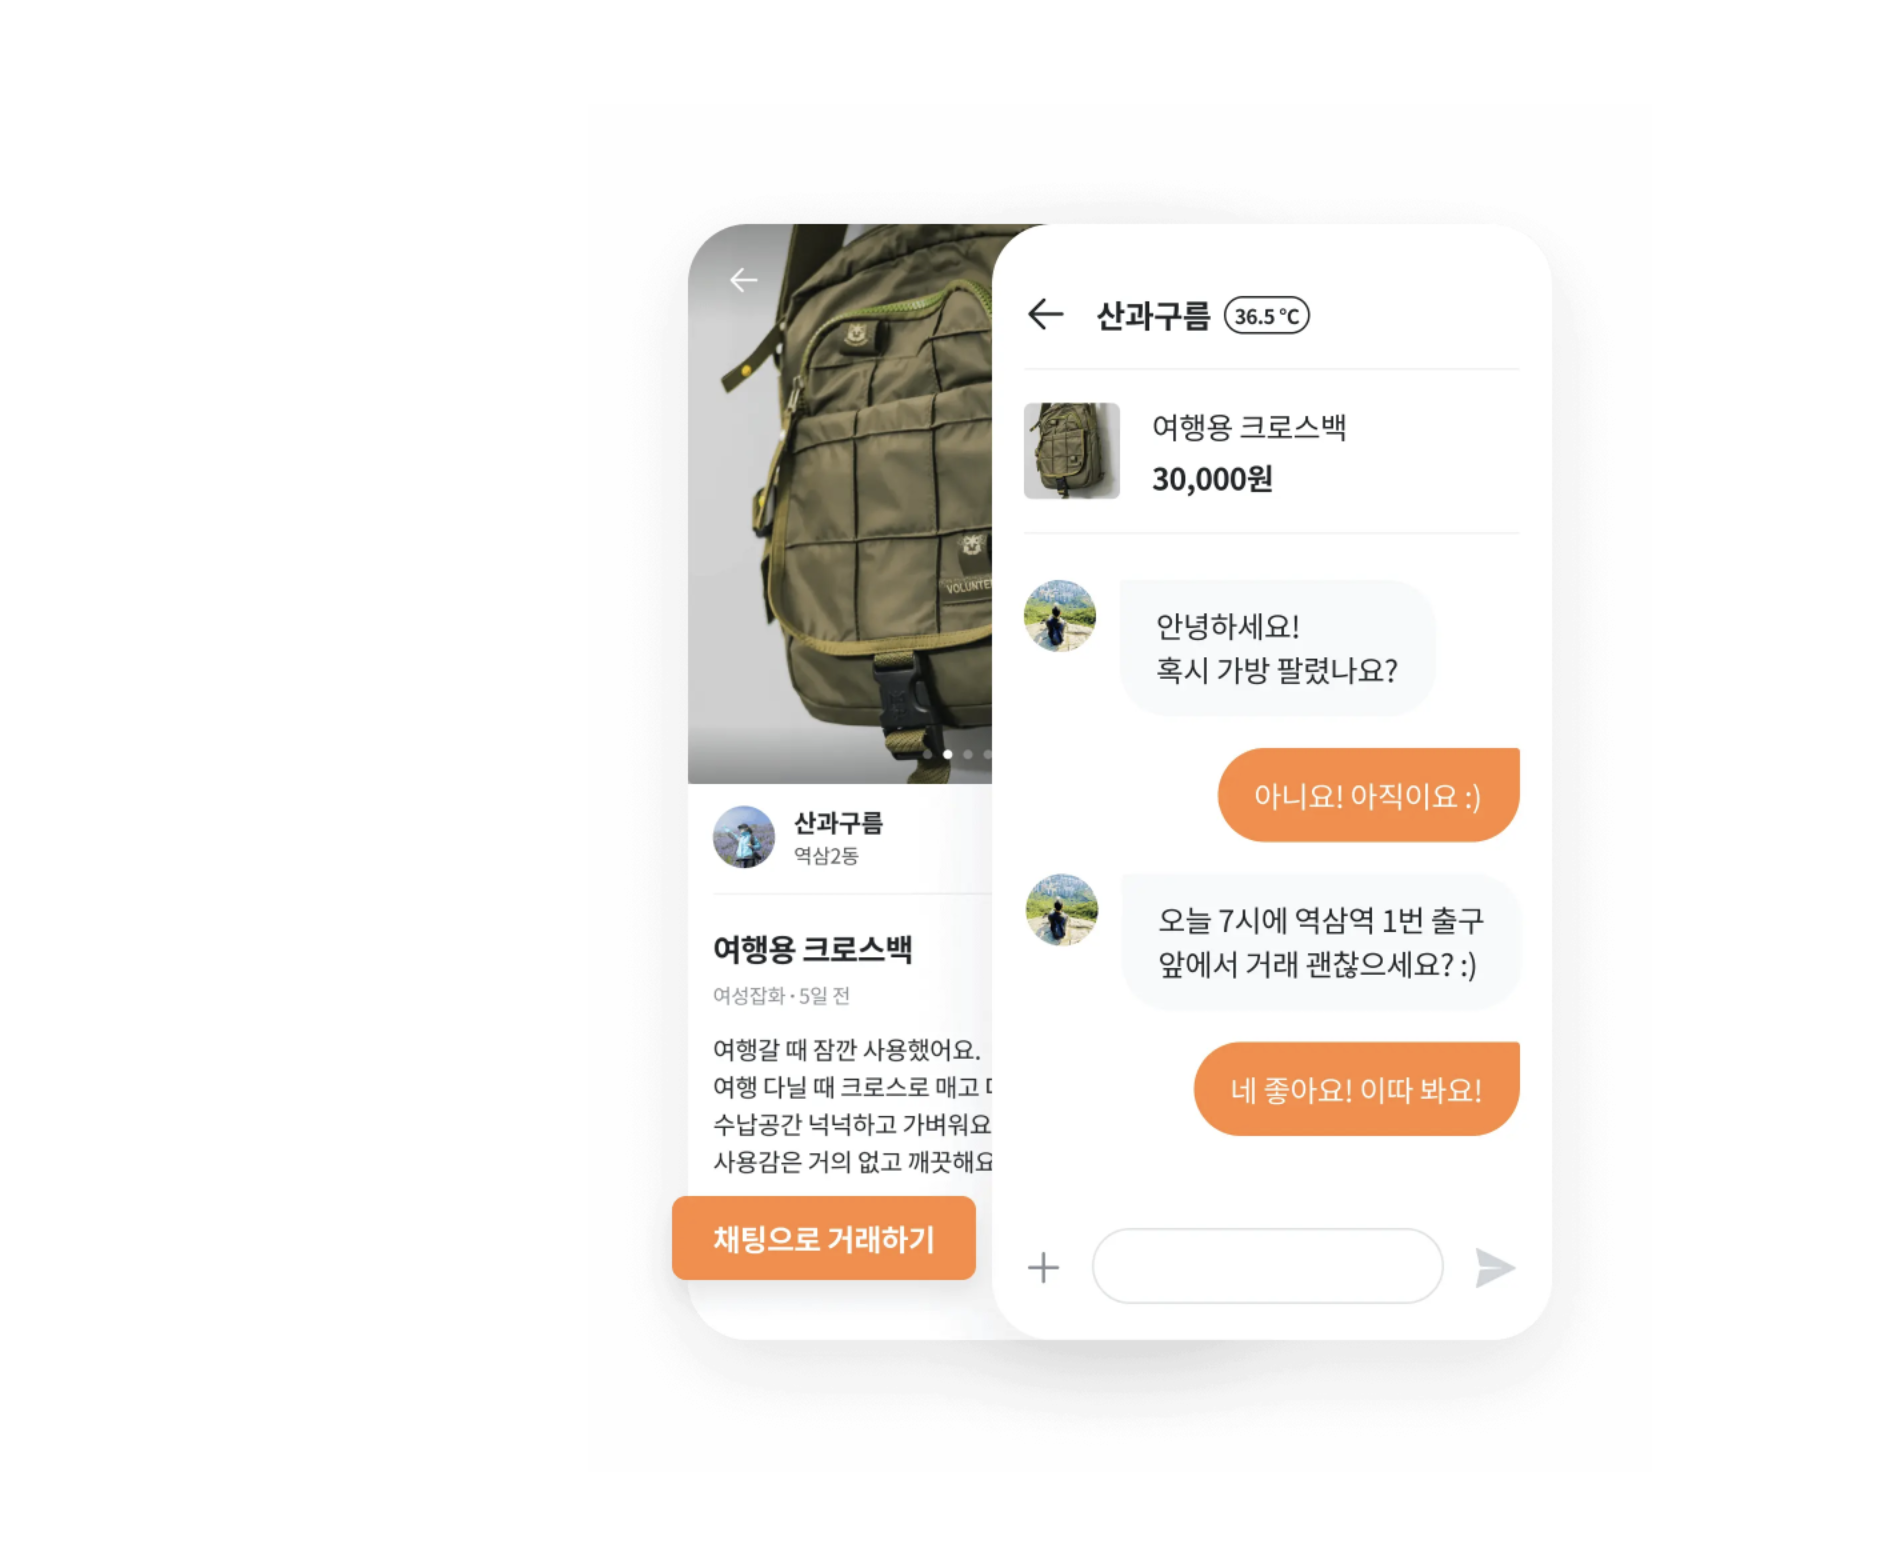 VOLUNTE
산과구름
역삼2동
여행용 크로스백
여성잡화 · 5일 전
여행갈 때 잠깐 사용했어요.
여행 다닐 때 크로스로 매고
수납공간 넉넉하고 가벼워요
사용감은 거의 없고 깨끗해요
채팅으로 거래하기
산과구름 36.5 °C
여행용 크로스백
30,000원
안녕하세요!
혹시 가방 팔렸나요?
아니요! 아직이요 :)
오늘 7시에 역삼역 1번 출구
앞에서 거래 괜찮으세요? :)
네 좋아요! 이따 봐요!